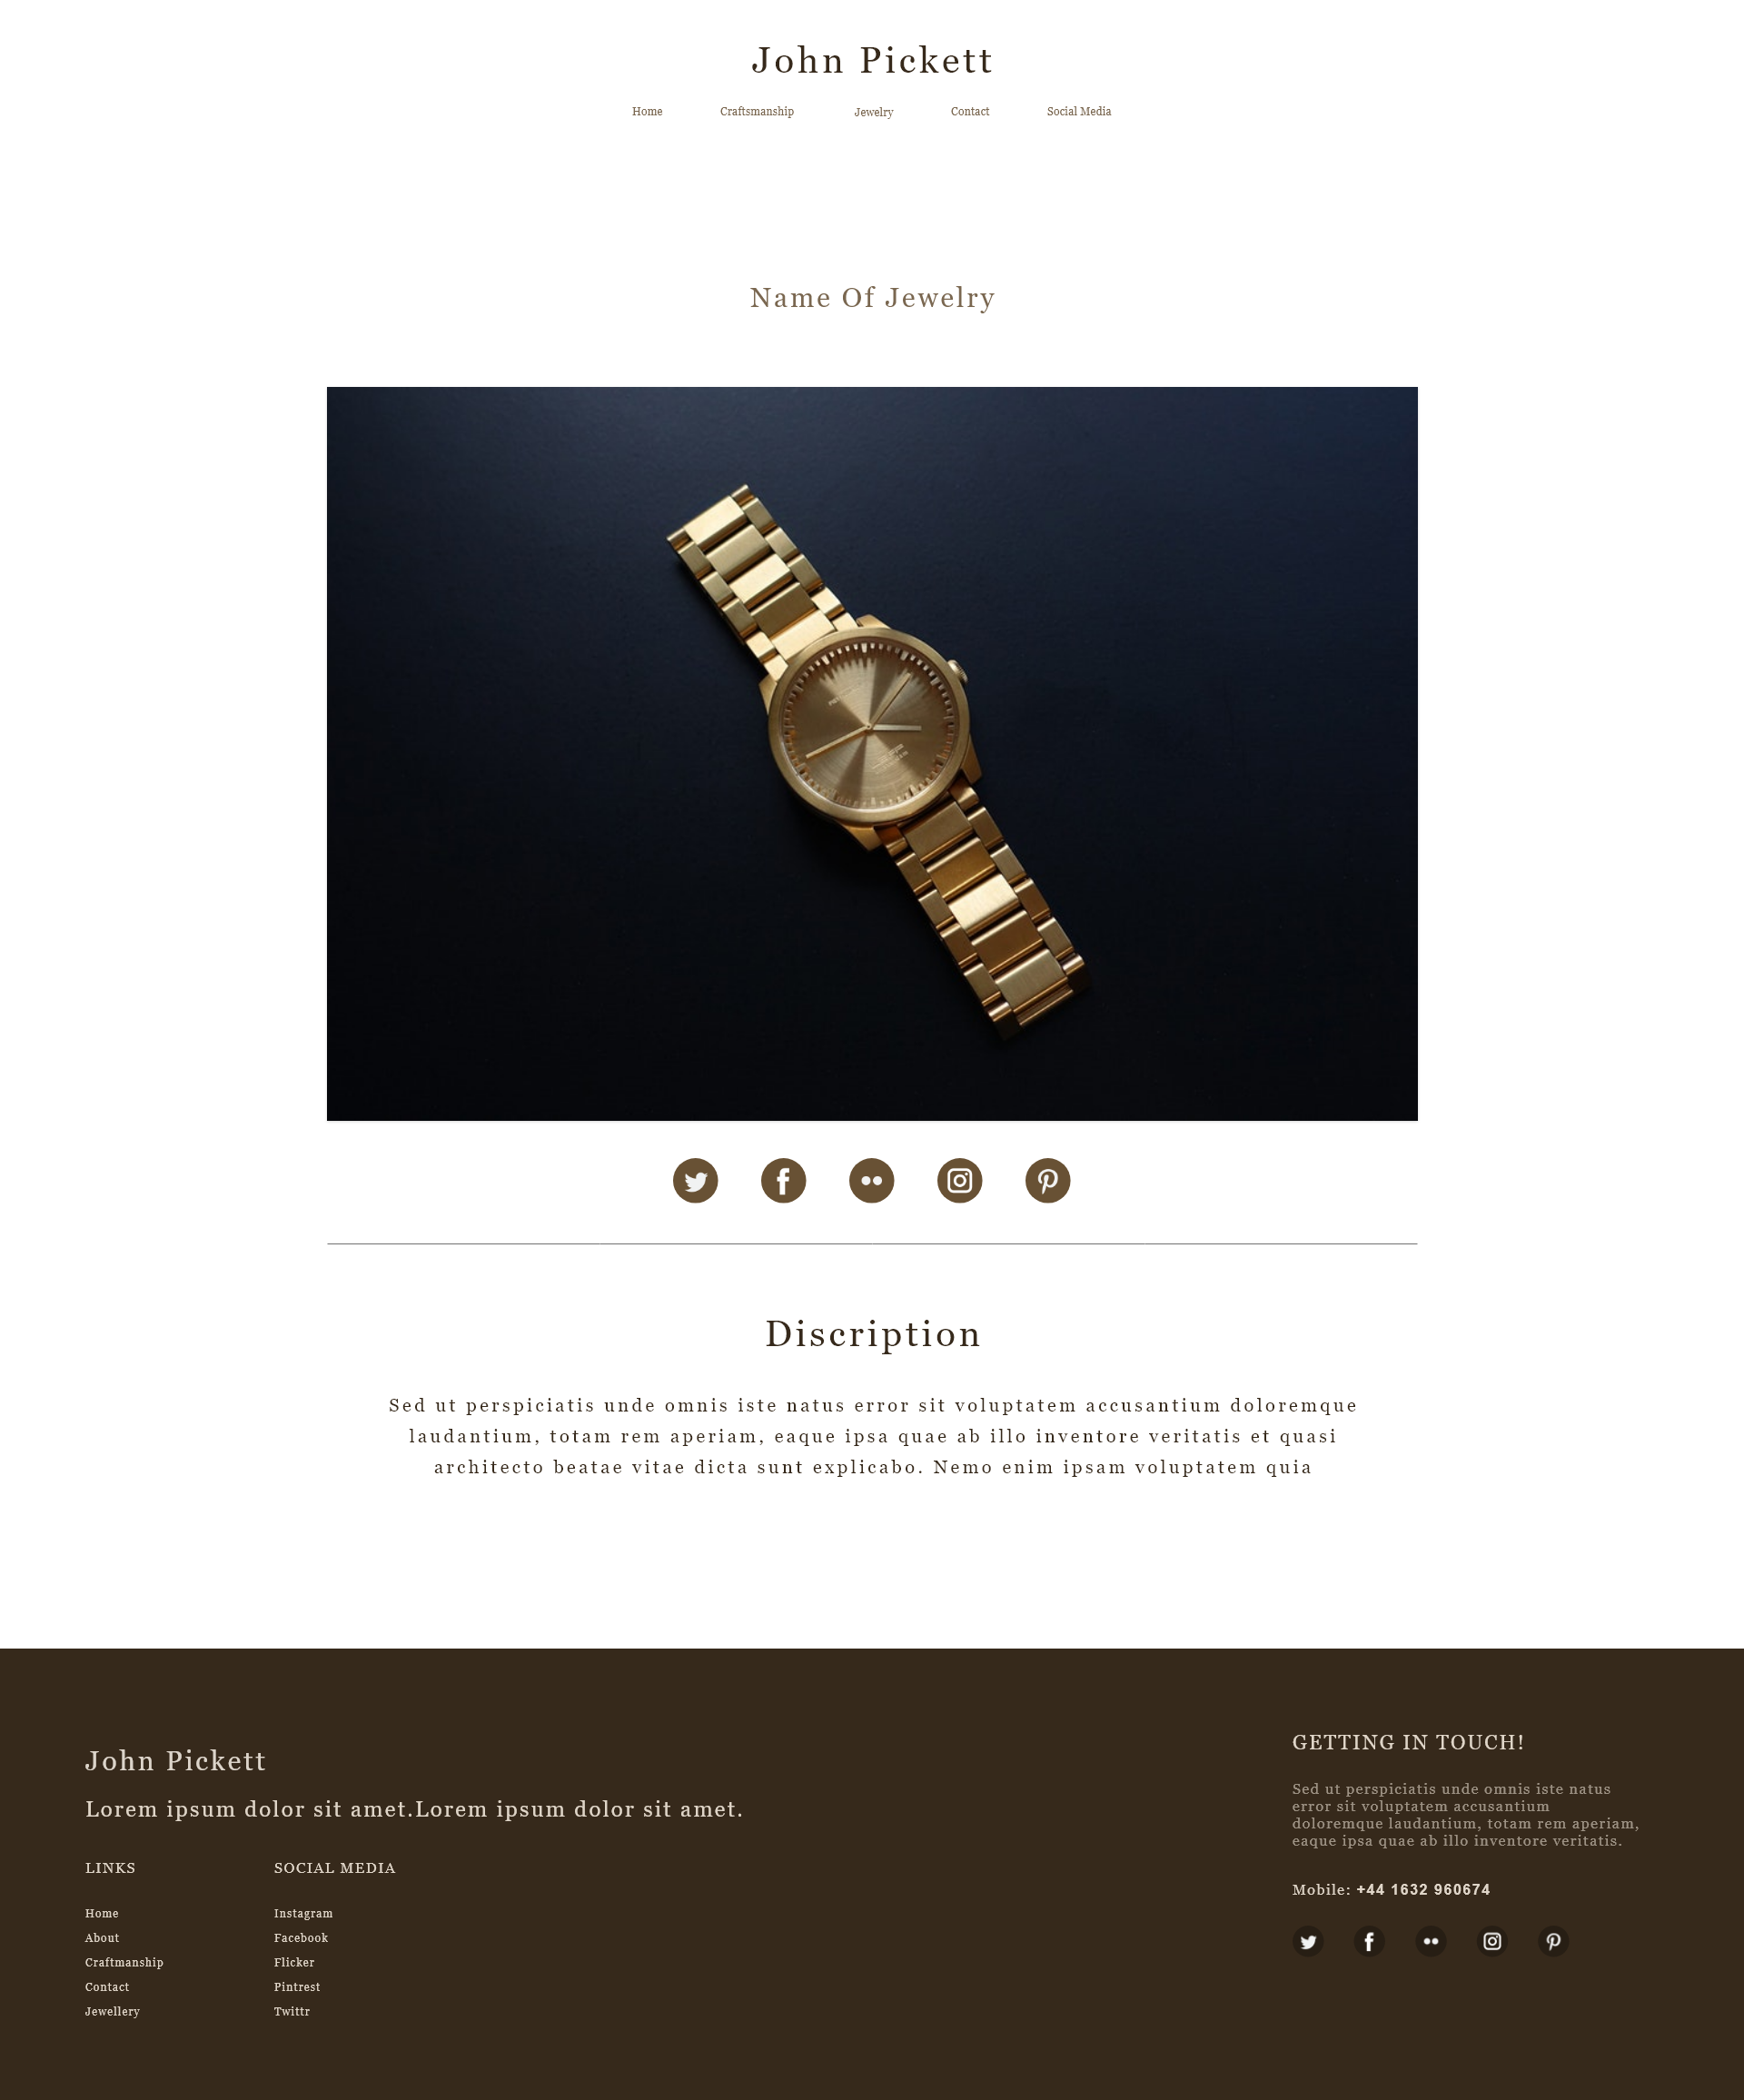 John Pickett
Home Craftsmanship Jewelry Contact Social Media
Name Of Jewelry
Discription
Sed ut perspiciatis unde omnis iste natus error sit voluptatem accusantium doloremque
laudantium, totam rem aperiam, eaque ipsa quae ab illo inventore veritatis et quasi
architecto beatae vitae dicta sunt explicabo. Nemo enim ipsam voluptatem quia
John Pickett
Lorem ipsum dolor sit amet.Lorem ipsum dolor sit amet.
LINKS
Home
About
Craftmanship
Contact
Jewellery
SOCIAL MEDIA
Instagram
Facebook
Flicker
Pintrest
Twittr
GETTING IN TOUCH!
Sed ut perspiciatis unde omnis iste natus
error sit voluptatem accusantium
doloremque laudantium, totam rem aperiam,
eaque ipsa quae ab illo inventore veritatis.
Mobile: +44 1632 960674